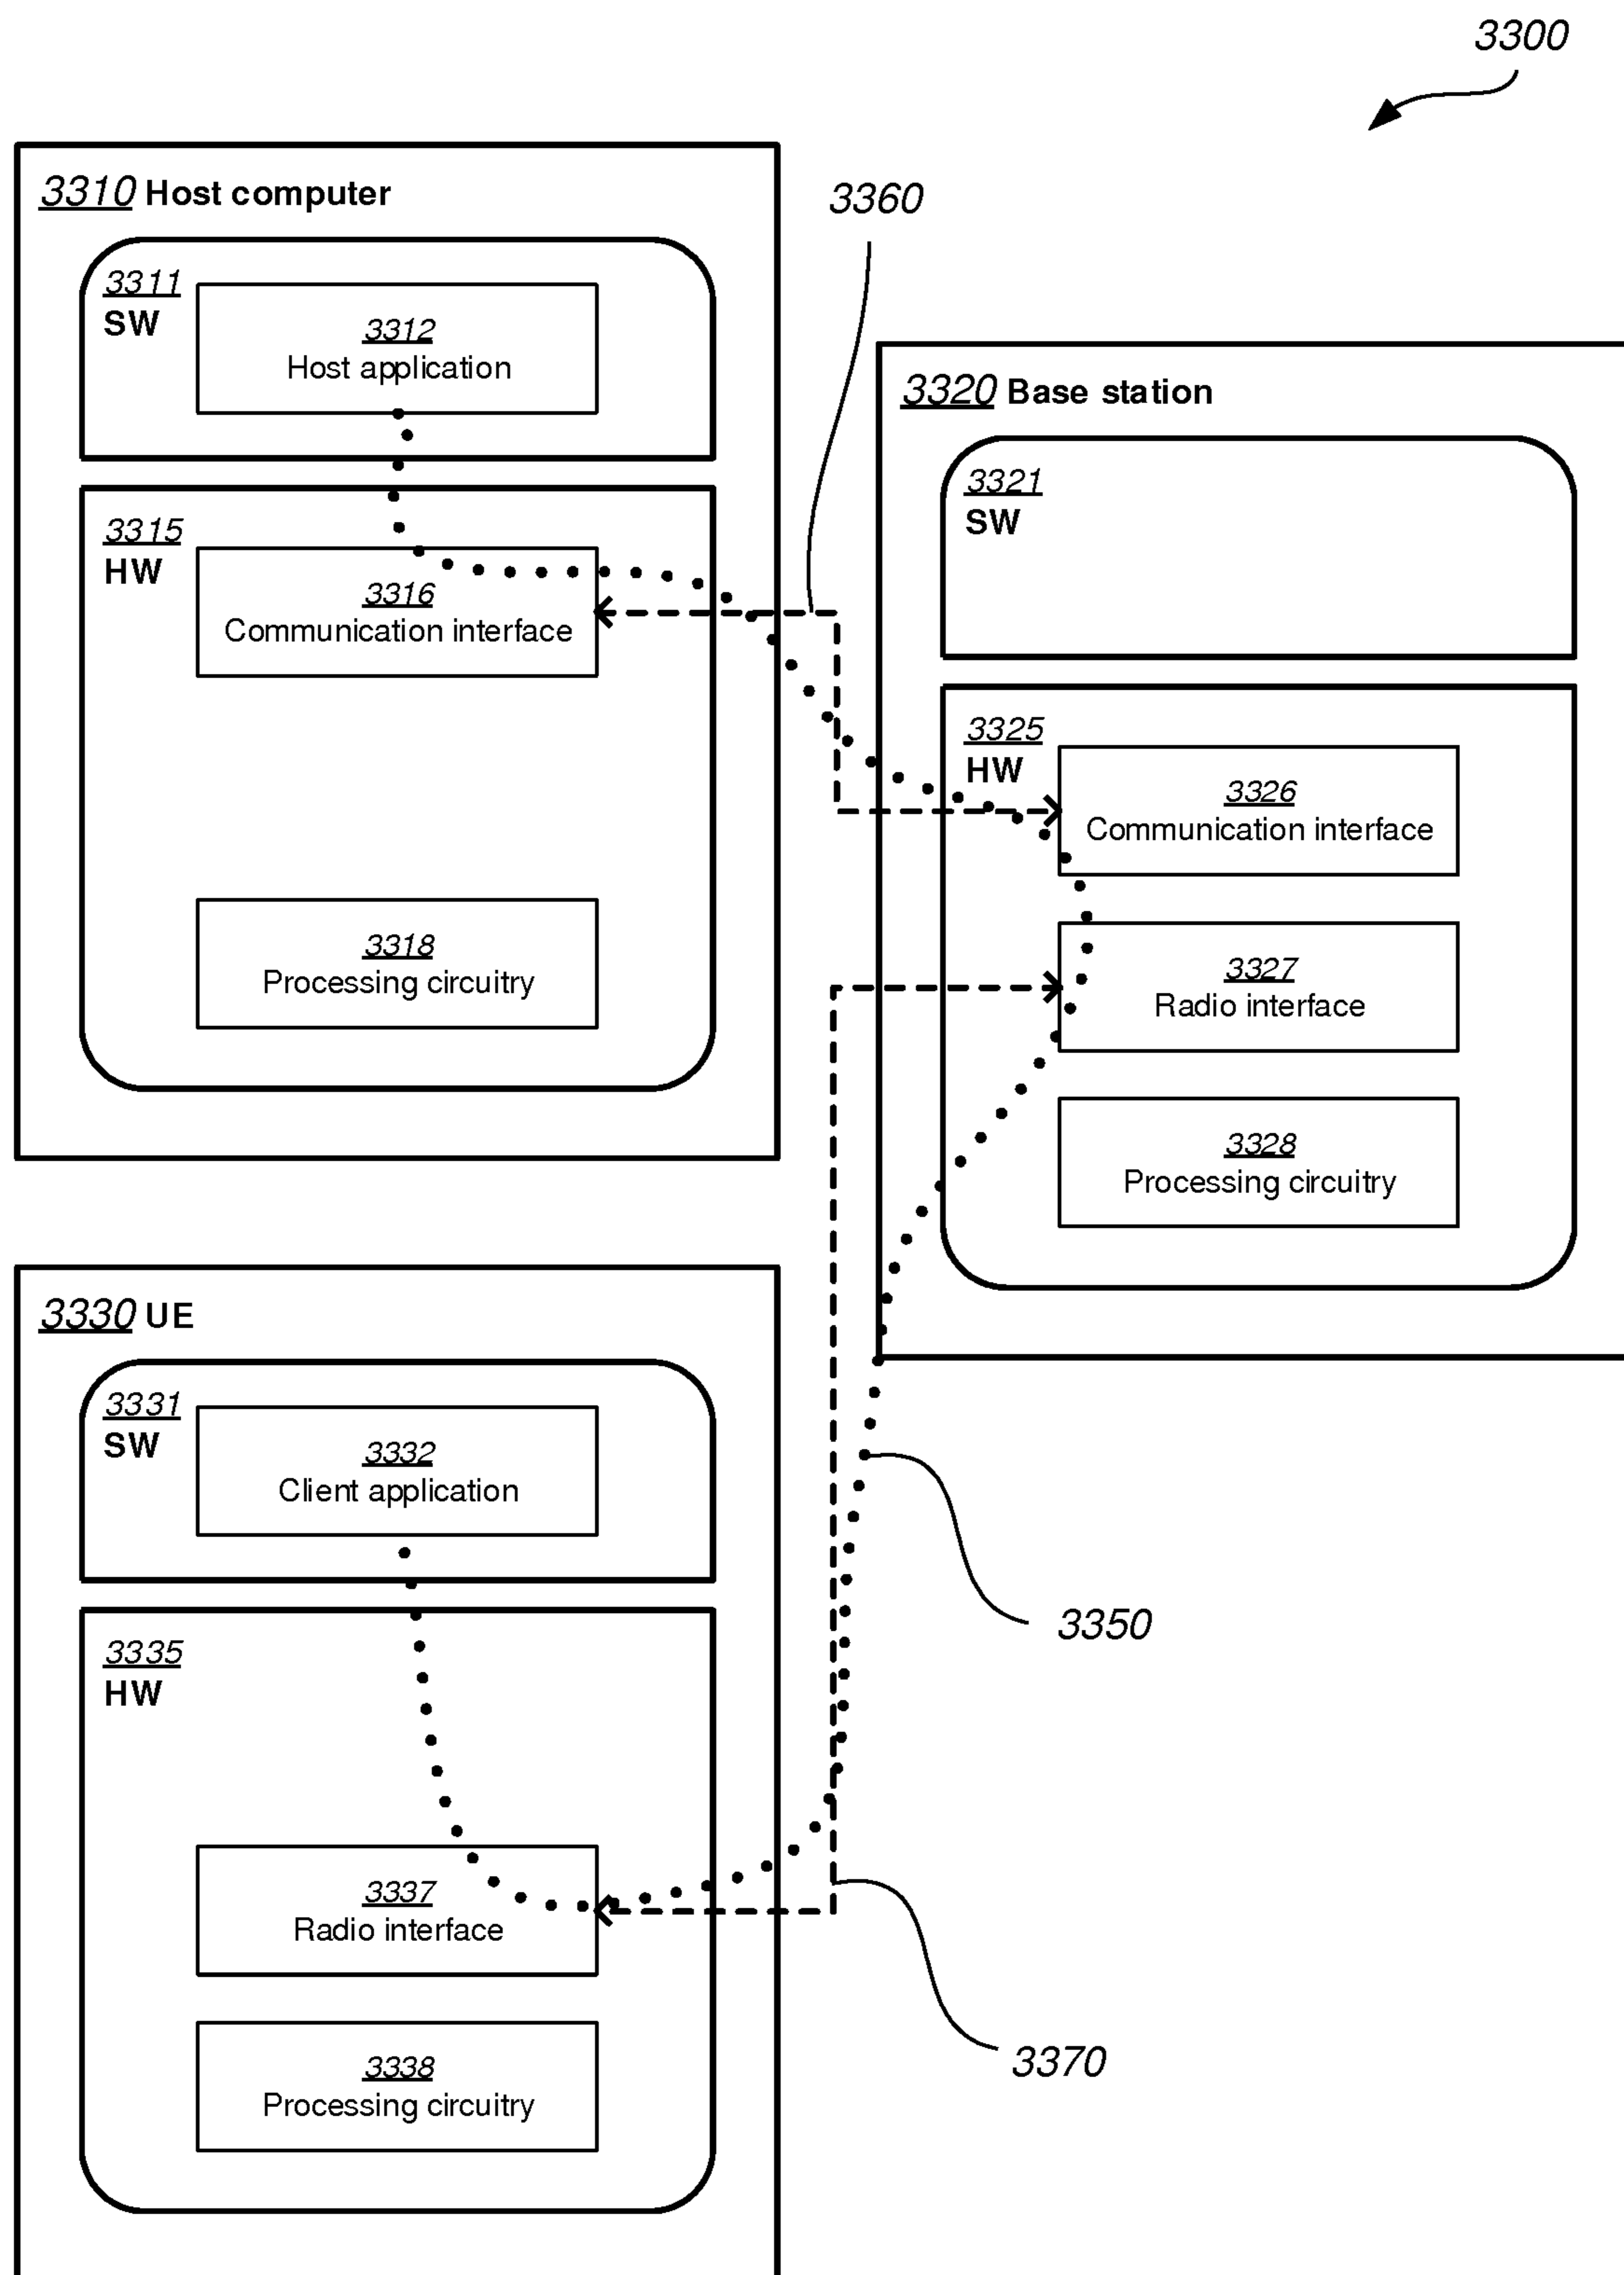 3300
3310 Host computer
3311
SW
3312
Host application
3315
HW
3316
Communication interface
3318
Processing circuitry
3360
3320 Base station
3321
SW
3325
HW
3326
Communication interface
3327
Radio interface
3328
Processing circuitry
3330 UE
3331
SW
3332
Client application
3335
HW
3337
Radio interface
3338
Processing circuitry
3350
3370